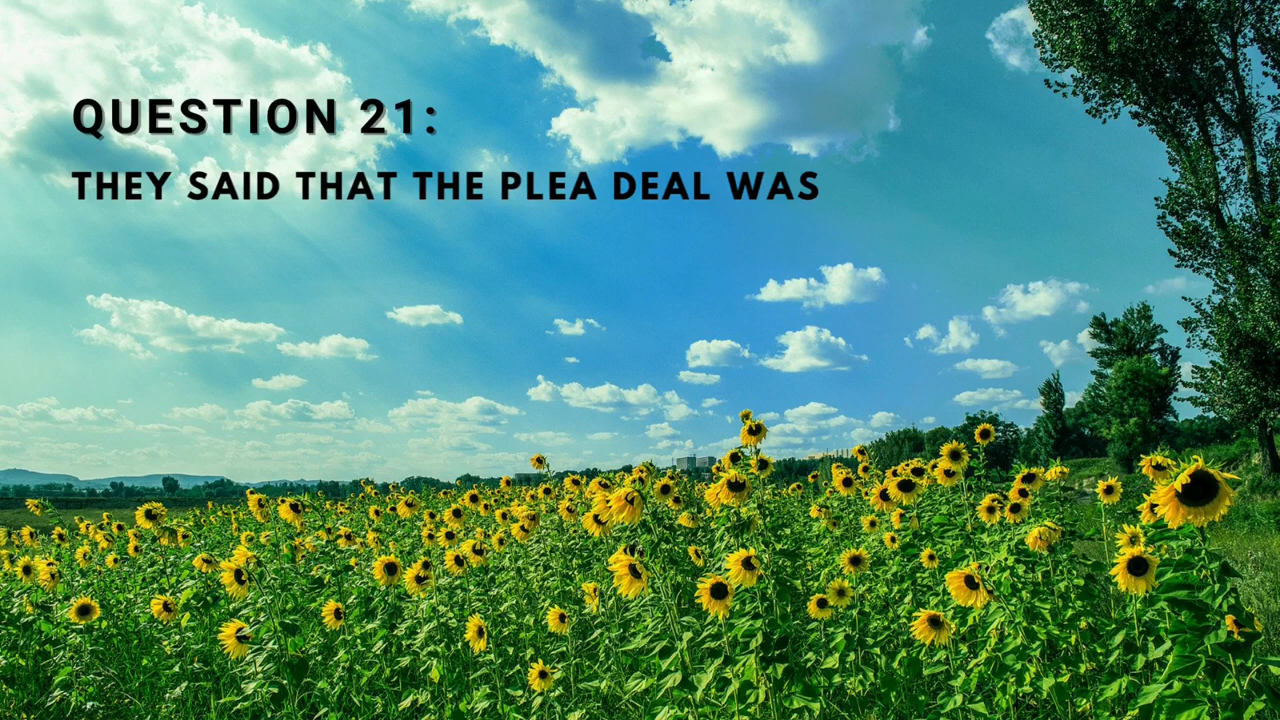 QUESTION 21:
THEY SAID THAT THE PLEA DEAL WAS